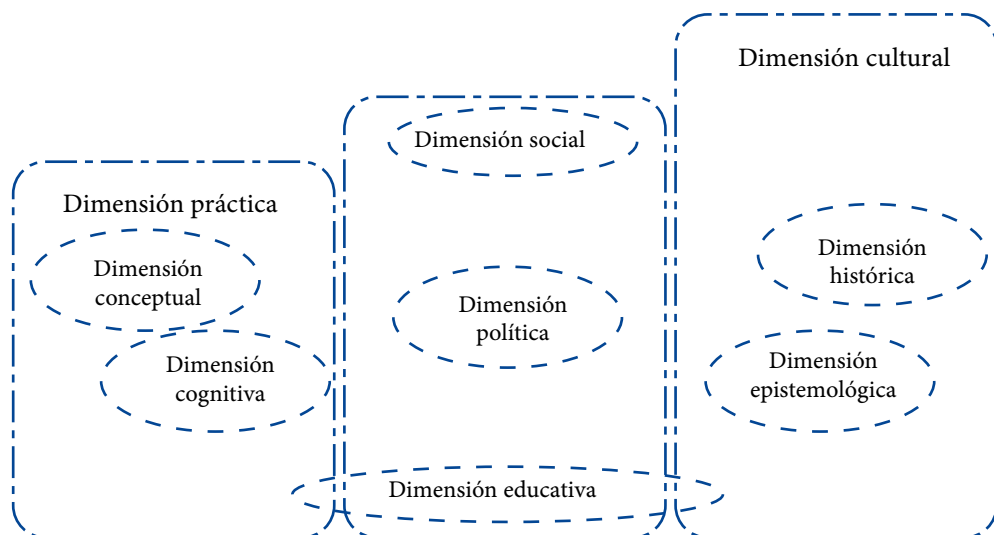 Dimensión práctica
Dimensión
conceptual
Dimensión
cognitiva
Dimensión social
Dimensión
política
Dimensión educativa
Dimensión cultural
Dimensión
histórica
Dimensión
epistemológica